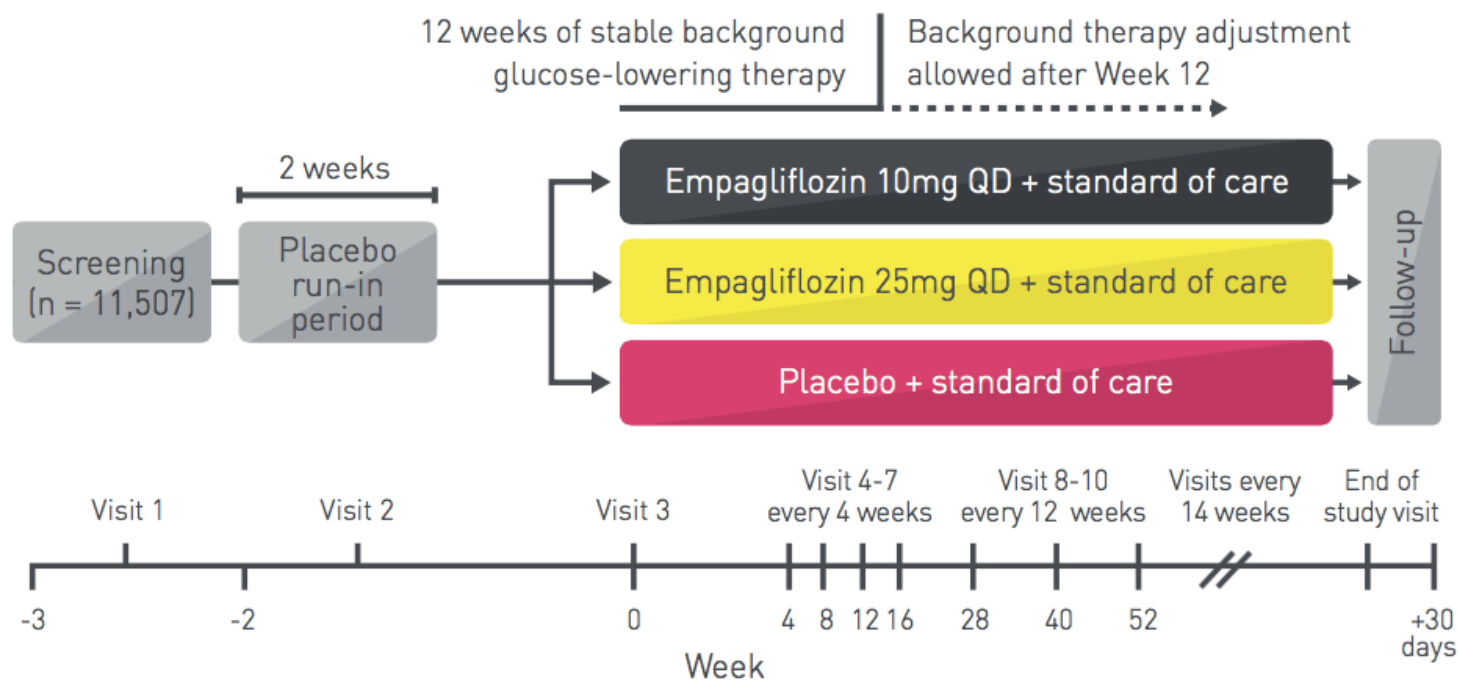 12 weeks of stable background
glucose-lowering therapy
Background therapy adjustment
allowed after Week 12
2 weeks
Screening
(n = 11,507)
Placebo
run-in
period
Empagliflozin 10mg QD + standard of care
Empagliflozin 25mg QD + standard of care
Placebo + standard of care
Follow-up
Visit 1
Visit 2
Visit 3
Visit 4-7
every 4 weeks
Visit 8-10
every 12 weeks
Visits every
14 weeks
End of
study visit
-3
-2
0
4
8
12
16
28
40
52
+30
days
Week